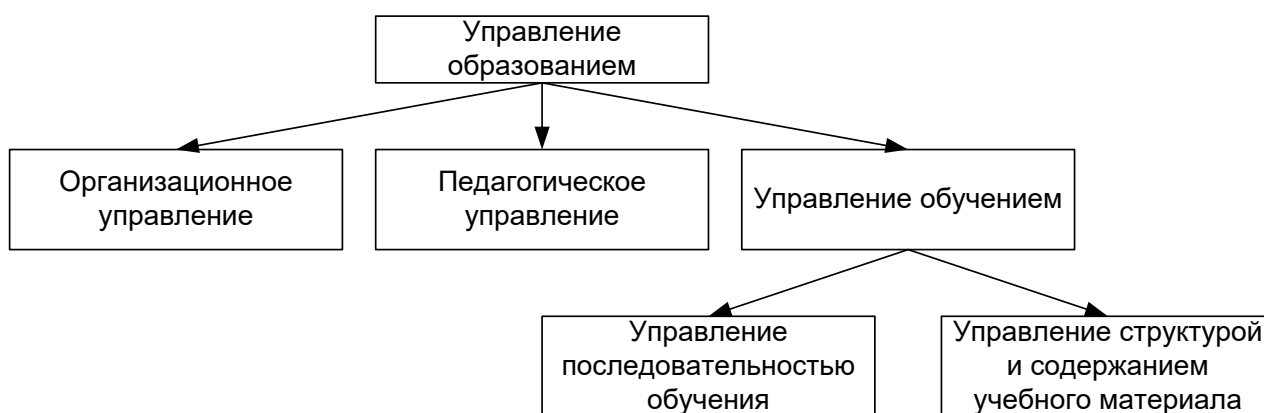 Управление
образованием
Организационное
управление
Педагогическое
управление
Управление обучением
Управление
последовательностью
обучения
Управление структурой
и содержанием
учебного материала